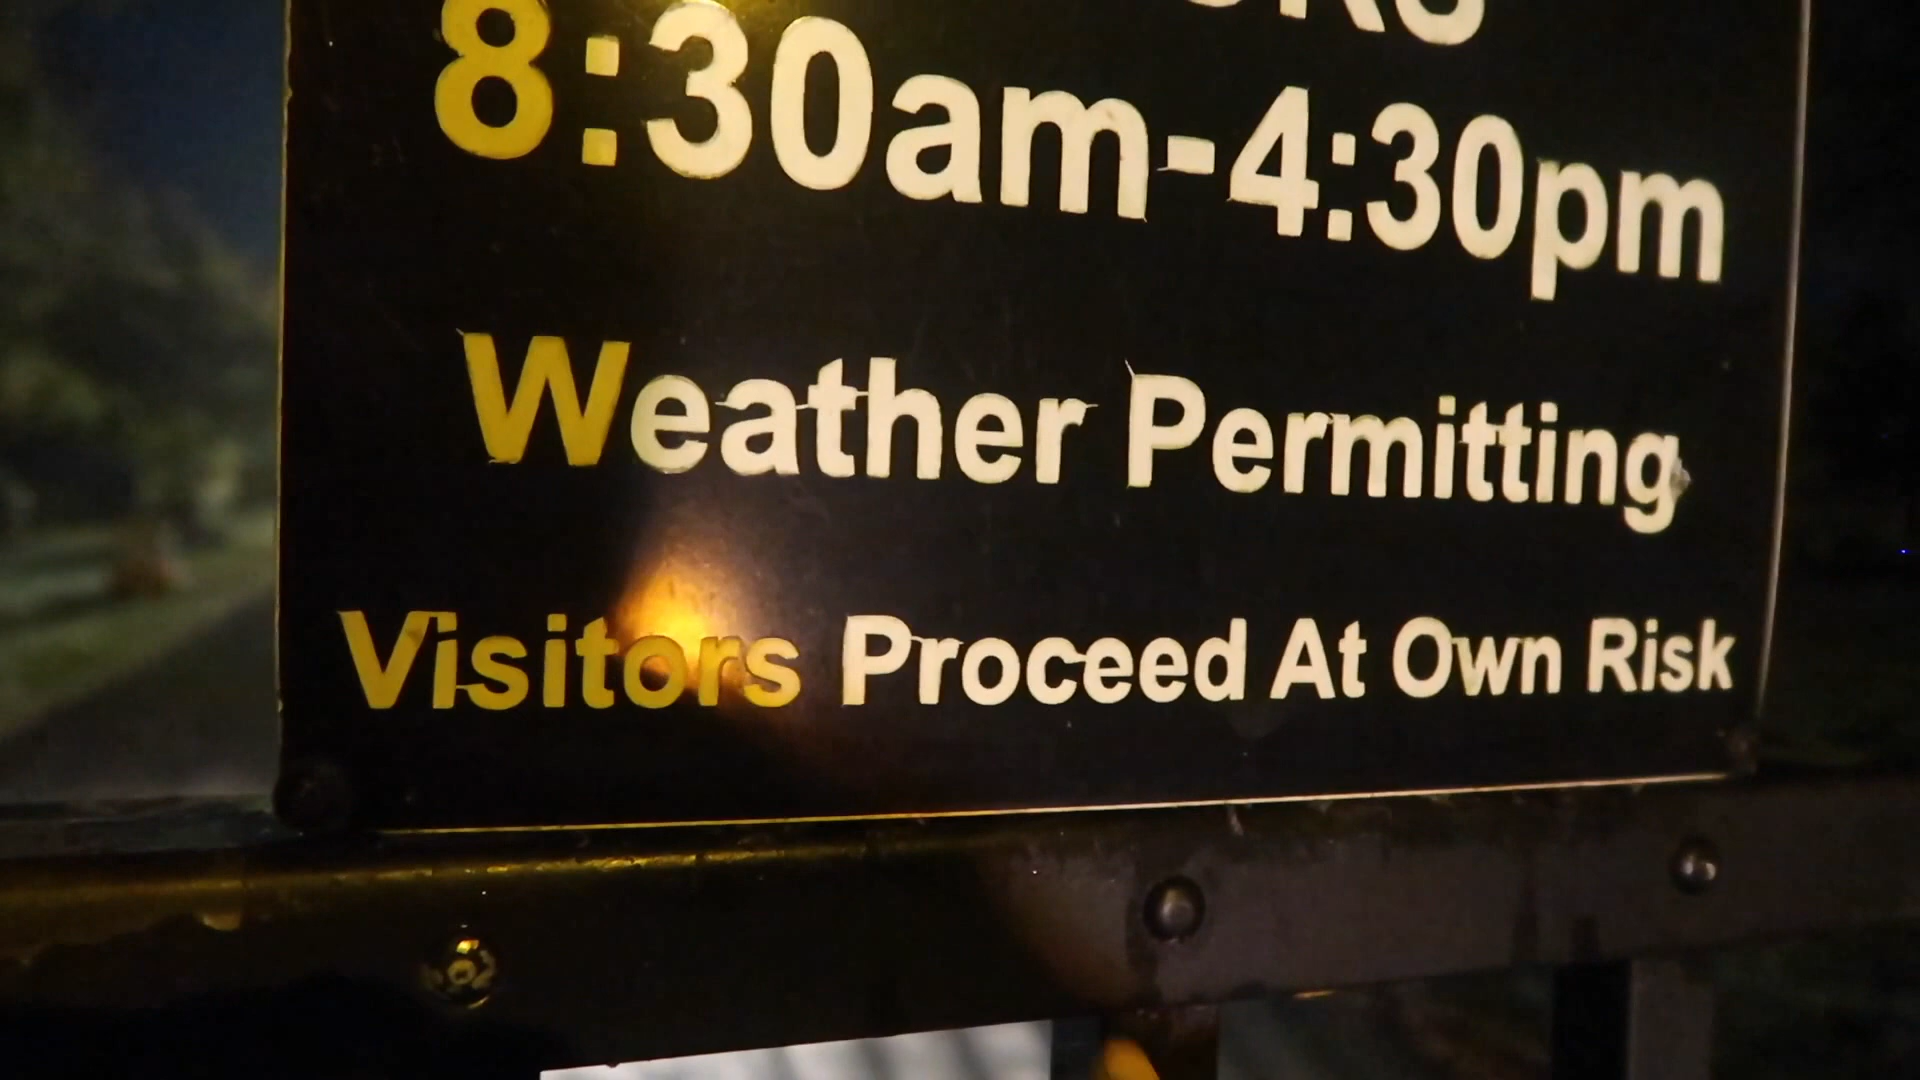 8:30am-4:30pm
Weather Permitting
Visitors Proceed At Own Risk